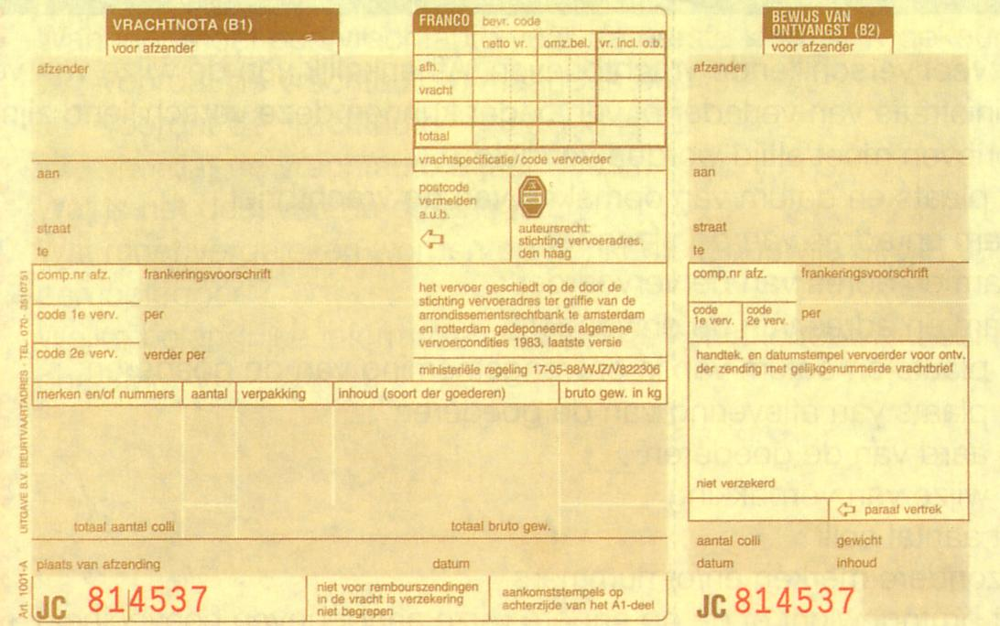 VRACHTNOTA (B1)
voor afzender
afzender
aan
straat
te
FRANCO bevr. code
netto vr. omz.bel. vr. incl. o.b.
afh.
vracht
totaal
vrachtspecificatie/code vervoerder
postcode
vermelden
a.u.b.
auteursrecht:
stichting vervoeradres.
den haag
comp.nr afz. frankeringsvoorschrift
code 1e verv. per
code 2e verv. verder per
het vervoer geschiedt op de door de
stichting vervoeradres ter griffie van de
arrondissementsrechtbank te amsterdam
en rotterdam gedeponeerde algemene
vervoercondities 1983, laatste versie
ministeriële regeling 17-05-88/WJZ/V822306
merken en/of nummers aantal verpakking inhoud (soort der goederen) bruto gew. in kg
totaal aantal colli totaal bruto gew.
plaats van afzending datum
JC 814537
niet voor rembourszendingen
in de vracht is verzekering
niet begrepen
aankomststempels op
achterzijde van het A1-deel
Art. 1001-A UITGAVE B.V. BEURTVAARTADRES - TEL. 070-3510751
BEWIJS VAN
ONTVANGST (B2)
voor afzender
afzender
aan
straat
te
comp.nr afz. frankeringsvoorschrift
code
1e verv.
code
2e verv.
per
handtek. en datumstempel vervoerder voor ontv.
der zending met gelijkgenummerde vrachtbrief
niet verzekerd
paraaf vertrek
aantal colli gewicht
datum inhoud
JC 814537